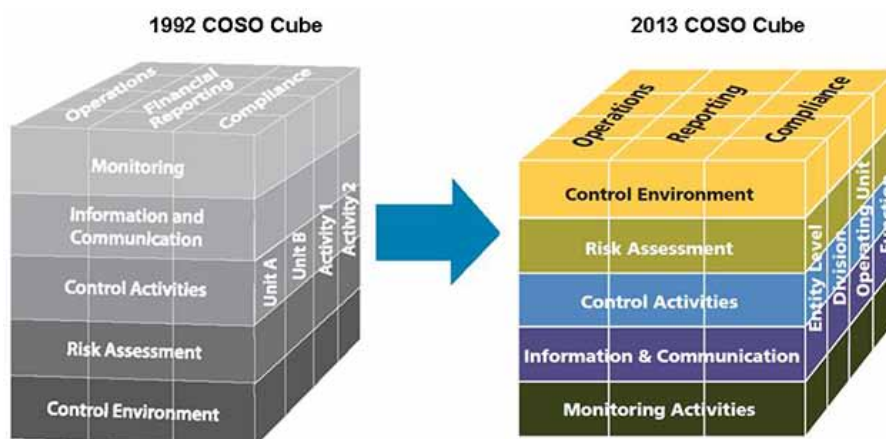 1992 COSO Cube
2013 COSO Cube
Operations
Financial
Reporting
Compliance
Monitoring
Information and
Communication
Control Activities
Risk Assessment
Control Environment
Unit A
Unit B
Activity 1
Activity 2
Operations
Reporting
Compliance
Control Environment
Risk Assessment
Control Activities
Information & Communication
Monitoring Activities
Entity Level
Division
Operating Unit